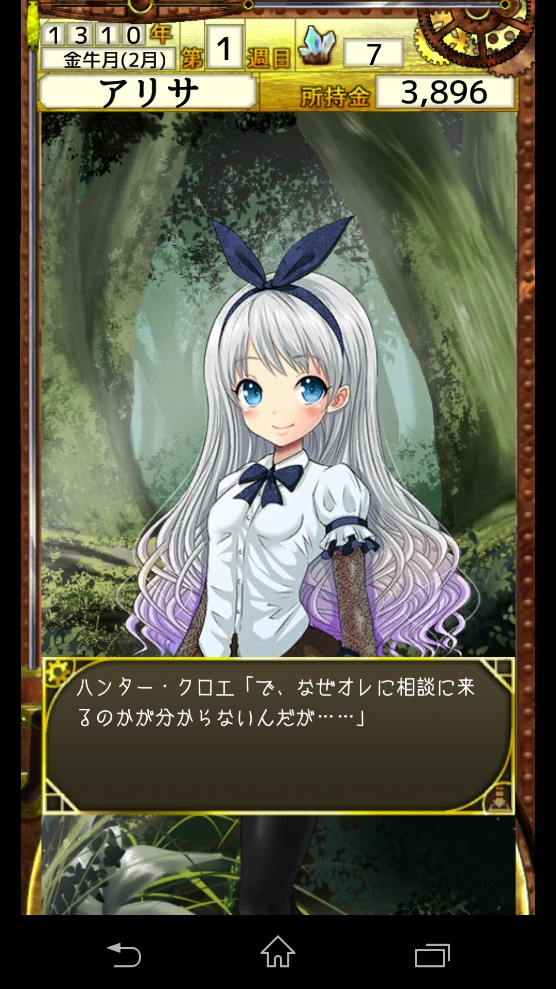 1310年
金牛月(2月)
第1週目
7
アリサ
所持金 3,896
ハンター・クロエ「で、なぜオレに相談に来
るのかが分からないんだが……」